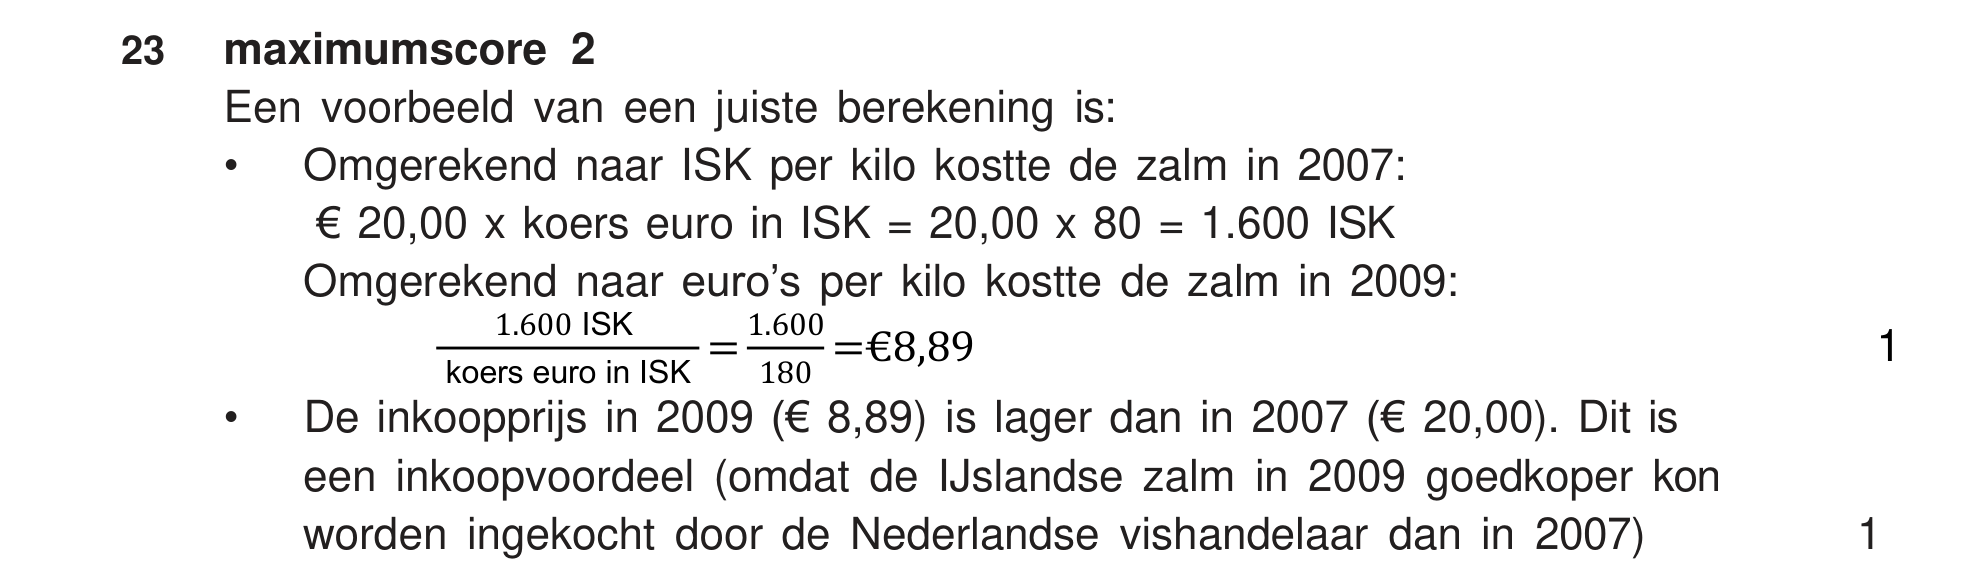 23 maximumscore 2
Een voorbeeld van een juiste berekening is:
• Omgerekend naar ISK per kilo kostte de zalm in 2007:
€ 20,00 x koers euro in ISK = 20,00 x 80 = 1.600 ISK
Omgerekend naar euro’s per kilo kostte de zalm in 2009:
1.600 ISK / koers euro in ISK = 1.600 / 180 = €8,89 1
• De inkoopprijs in 2009 (€ 8,89) is lager dan in 2007 (€ 20,00). Dit is
een inkoopvoordeel (omdat de IJslandse zalm in 2009 goedkoper kon
worden ingekocht door de Nederlandse vishandelaar dan in 2007) 1